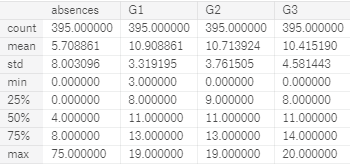 absences G1 G2 G3
count 395.000000 395.000000 395.000000 395.000000
mean 5.708861 10.908861 10.713924 10.415190
std 8.003096 3.319195 3.761505 4.581443
min 0.000000 3.000000 0.000000 0.000000
25% 0.000000 8.000000 9.000000 8.000000
50% 4.000000 11.000000 11.000000 11.000000
75% 8.000000 13.000000 13.000000 14.000000
max 75.000000 19.000000 19.000000 20.000000